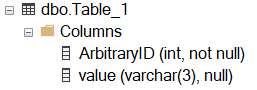 dbo.Table_1
Columns
ArbitraryID (int, not null)
value (varchar(3), null)